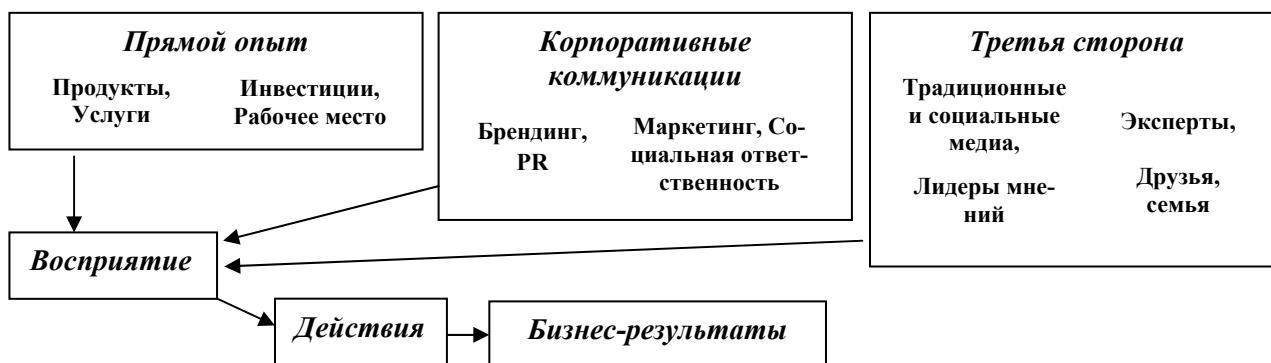 Прямой опыт
Продукты,
Услуги
Инвестиции,
Рабочее место
Корпоративные
коммуникации
Брендинг,
PR
Маркетинг, Со-
циальная ответ-
ственность
Третья сторона
Традиционные
и социальные
медиа,
Эксперты,
Лидеры мне-
ний
Друзья,
семья
Восприятие
Действия
Бизнес-результаты